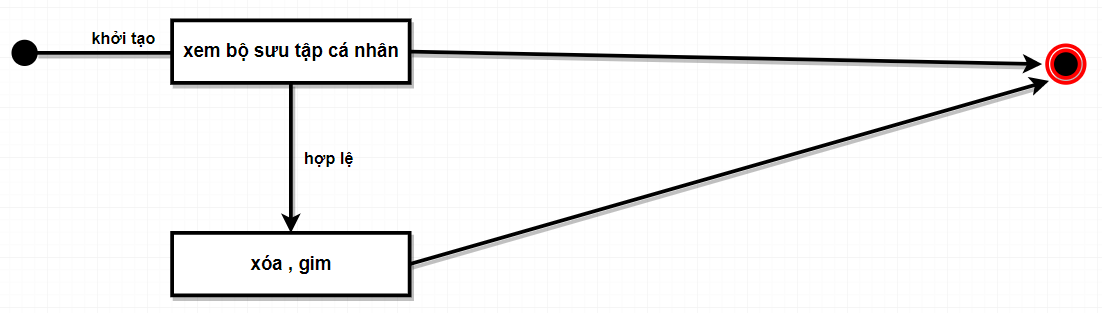 khởi tạo
xem bộ sưu tập cá nhân
hợp lệ
xóa , gim